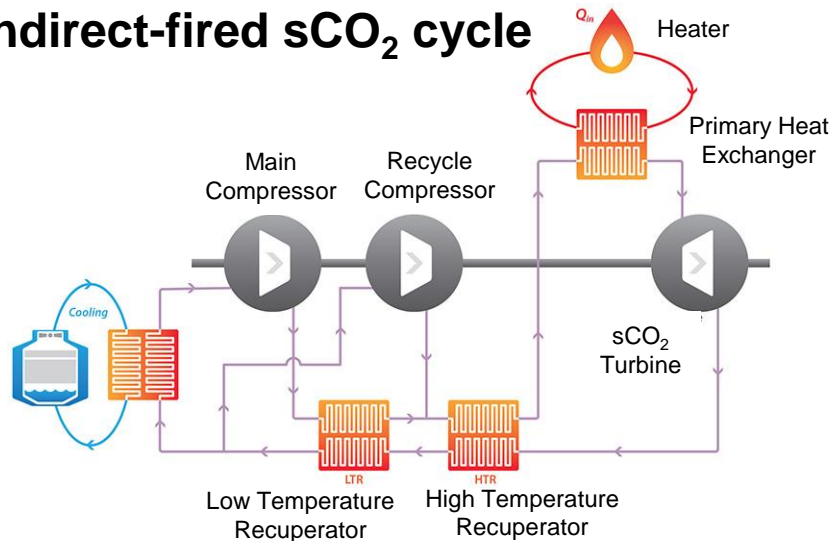 ndirect-fired sCO₂ cycle
Q_in
Heater
Primary Heat
Exchanger
Main
Compressor
Recycle
Compressor
Cooling
sCO₂
Turbine
LTR
HTR
Low Temperature
Recuperator
High Temperature
Recuperator